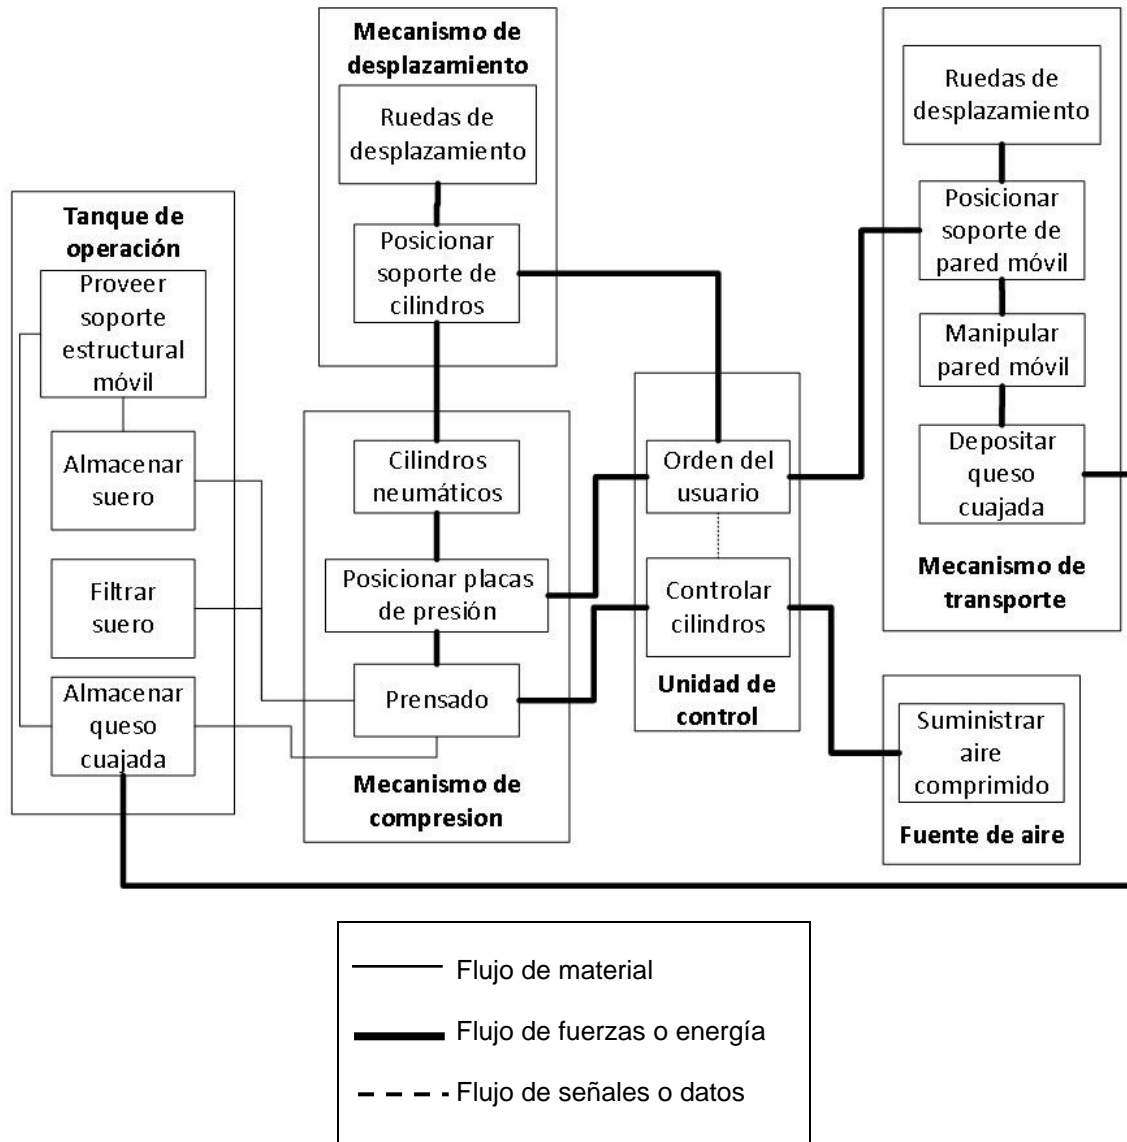 Mecanismo de
desplazamiento
Ruedas de
desplazamiento
Posicionar
soporte de
cilindros
Tanque de
operación
Proveer
soporte
estructural
móvil
Almacenar
suero
Filtrar
suero
Almacenar
queso
cuajada
Cilindros
neumáticos
Posicionar placas
de presión
Prensado
Mecanismo de
compresion
Orden del
usuario
Controlar
cilindros
Unidad de
control
Ruedas de
desplazamiento
Posicionar
soporte de
pared móvil
Manipular
pared móvil
Depositar
queso
cuajada
Mecanismo de
transporte
Suministrar
aire
comprimido
Fuente de aire
Flujo de material
Flujo de fuerzas o energía
Flujo de señales o datos